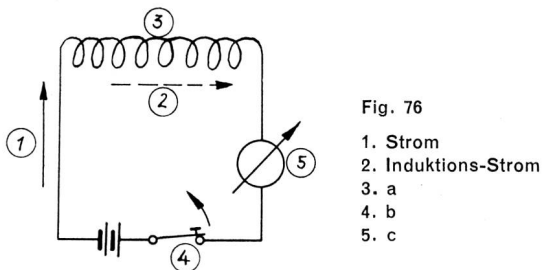 3
2
1
5
4
Fig. 76
1. Strom
2. Induktions-Strom
3. a
4. b
5. c